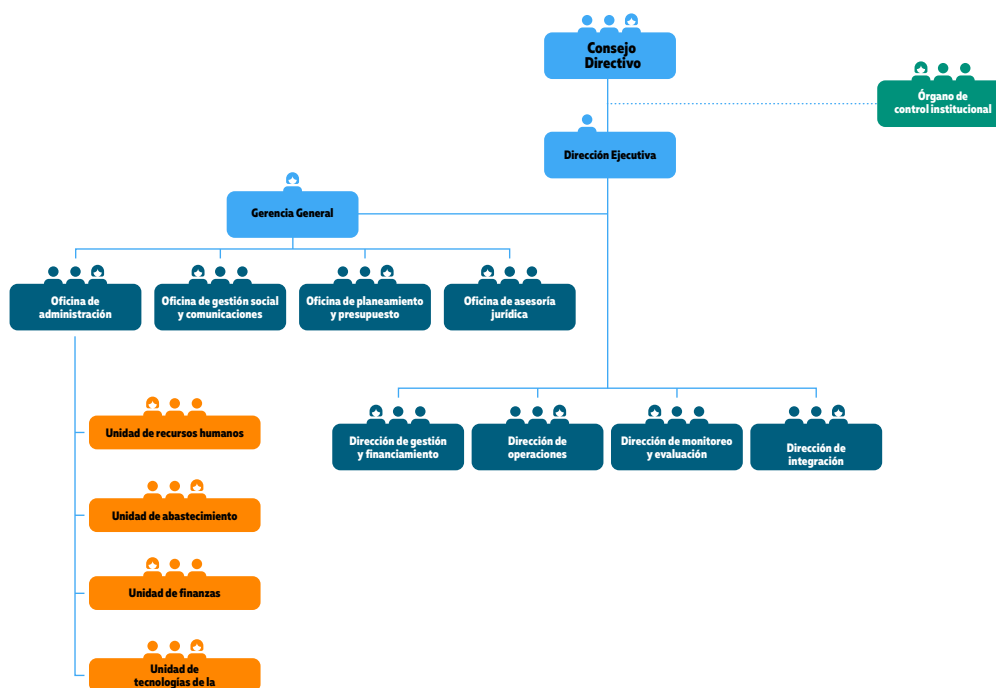 Consejo
Directivo
Órgano de
control institucional
Dirección Ejecutiva
Gerencia General
Oficina de
administración
Oficina de gestión social
y comunicaciones
Oficina de planeamiento
y presupuesto
Oficina de asesoría
jurídica
Unidad de recursos humanos
Dirección de gestión
y financiamiento
Dirección de
operaciones
Dirección de monitoreo
y evaluación
Dirección de
integración
Unidad de abastecimiento
Unidad de finanzas
Unidad de
tecnologías de la